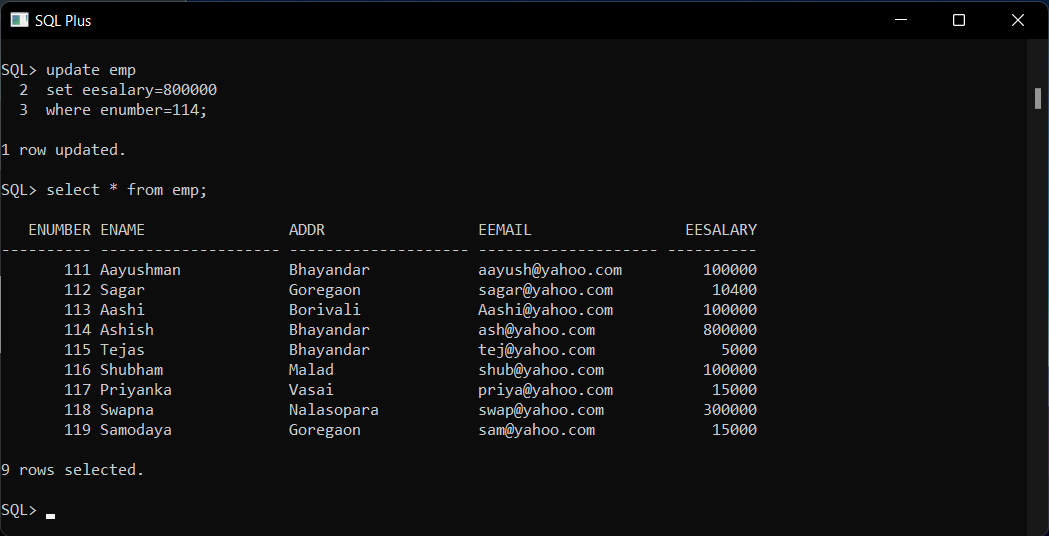 SQL Plus
SQL> update emp
  2  set eesalary=800000
  3  where enumber=114;
1 row updated.
SQL> select * from emp;
   ENUMBER ENAME                ADDR                 EEMAIL                 EESALARY
---------- -------------------- -------------------- -------------------- ----------
       111 Aayushman            Bhayandar            aayush@yahoo.com         100000
       112 Sagar                Goregaon             sagar@yahoo.com           10400
       113 Aashi                Borivali             Aashi@yahoo.com          100000
       114 Ashish               Bhayandar            ash@yahoo.com            800000
       115 Tejas                Bhayandar            tej@yahoo.com              5000
       116 Shubham              Malad                shub@yahoo.com           100000
       117 Priyanka             Vasai                priya@yahoo.com           15000
       118 Swapna               Nalasopara           swap@yahoo.com           300000
       119 Samodaya             Goregaon             sam@yahoo.com             15000
9 rows selected.
SQL>